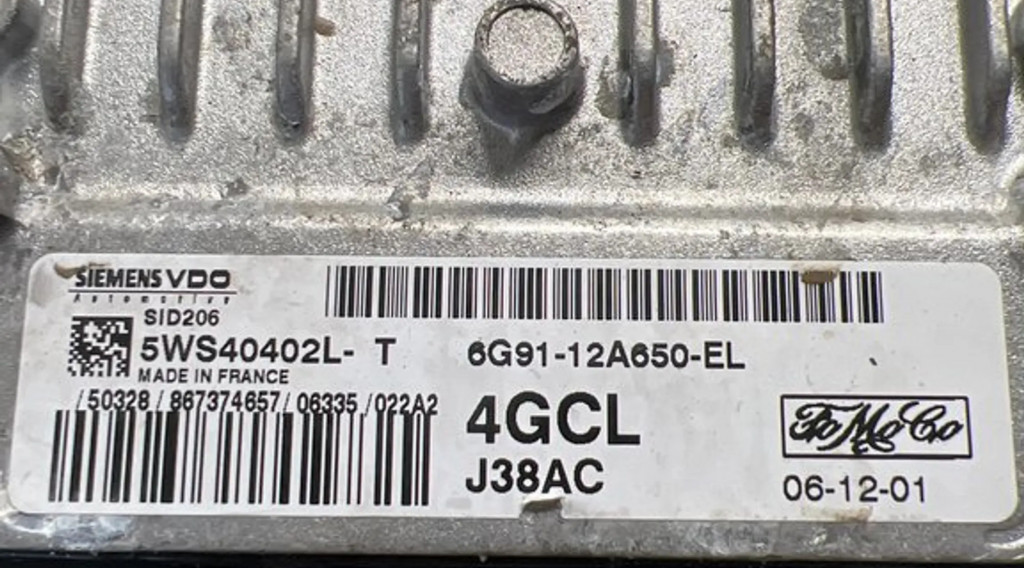 SIEMENS VDO
Automotive
SID206
5WS40402L- T
6G91-12A650-EL
MADE IN FRANCE
/50328/867374657/06335/022A2
4GCL
J38AC
FoMoCo
06-12-01